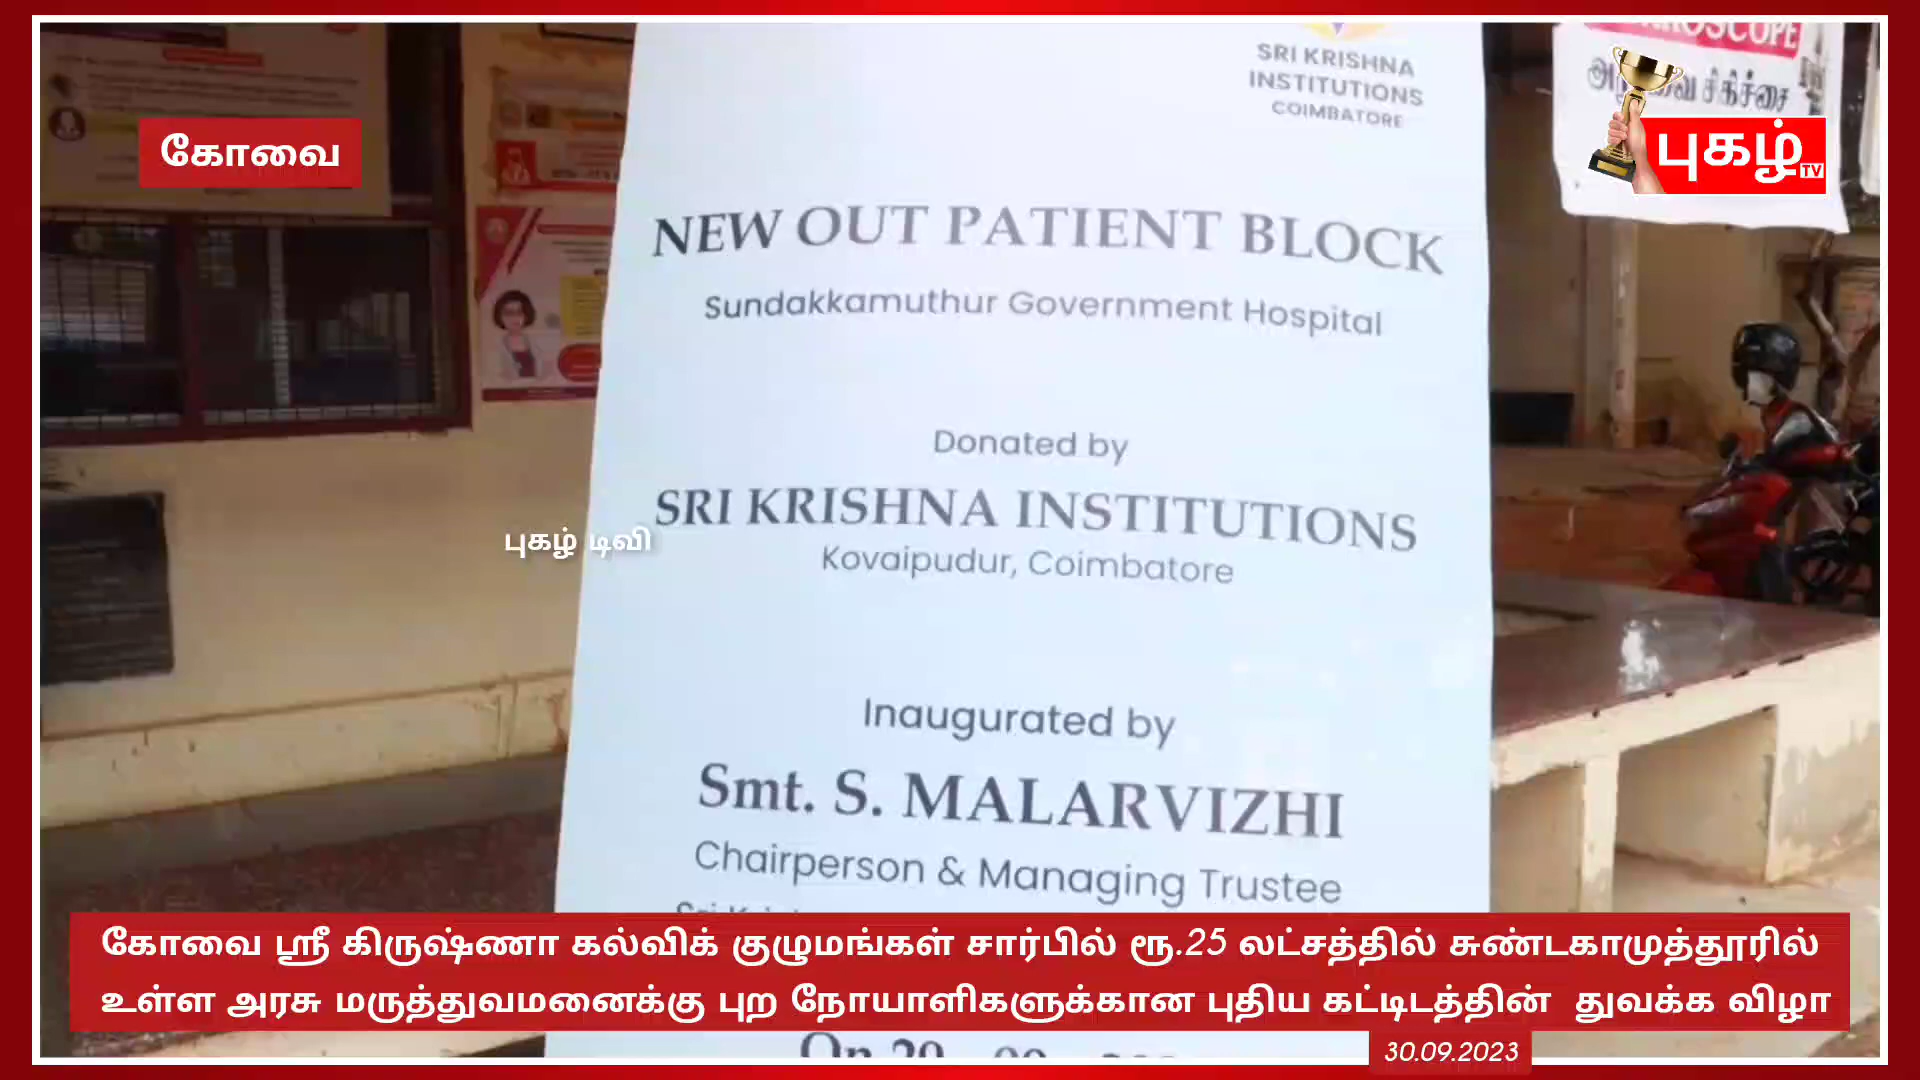 கோவை
SRI KRISHNA
INSTITUTIONS
COIMBATORE
புகழ்
TV
NEW OUT PATIENT BLOCK
Sundakkamuthur Government Hospital
Donated by
SRI KRISHNA INSTITUTIONS
Kovaipudur, Coimbatore
புகழ் டிவி
Inaugurated by
Smt. S. MALARVIZHI
Chairperson & Managing Trustee
கோவை ஸ்ரீ கிருஷ்ணா கல்விக் குழுமங்கள் சார்பில் ரூ.25 லட்சத்தில் சுண்டகாமுத்தூரில்
உள்ள அரசு மருத்துவமனைக்கு புற நோயாளிகளுக்கான புதிய கட்டிடத்தின் துவக்க விழா
30.09.2023